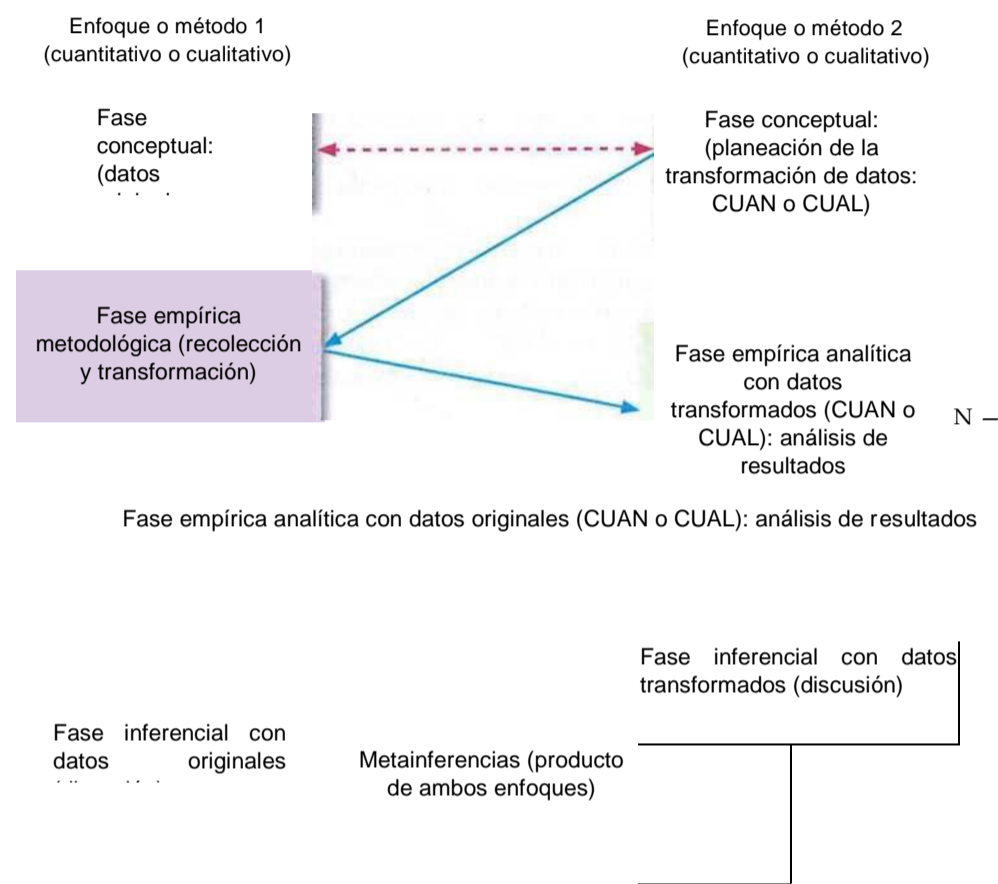 Enfoque o método 1
(cuantitativo o cualitativo)
Enfoque o método 2
(cuantitativo o cualitativo)
Fase
conceptual:
(datos
Fase conceptual:
(planeación de la
transformación de datos:
CUAN o CUAL)
Fase empírica
metodológica (recolección
y transformación)
Fase empírica analítica
con datos
transformados (CUAN o
CUAL): análisis de
resultados
N –
Fase empírica analítica con datos originales (CUAN o CUAL): análisis de resultados
Fase inferencial con datos
transformados (discusión)
Fase inferencial con
datos originales
Metainferencias (producto
de ambos enfoques)